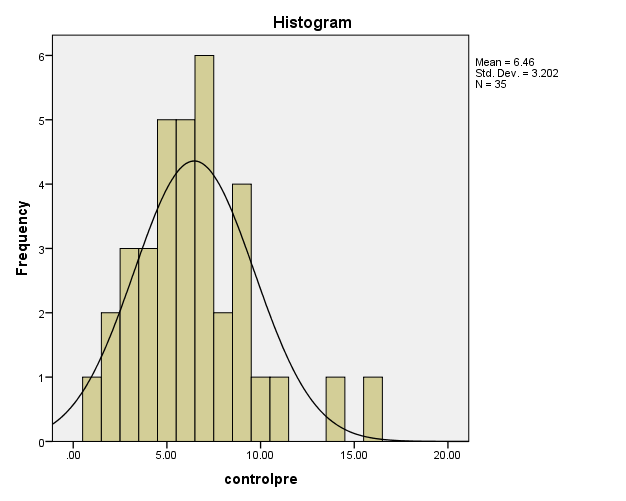 Histogram
Mean = 6.46
Std. Dev. = 3.202
N = 35
6
5
4
3
2
1
0
Frequency
.00 5.00 10.00 15.00 20.00
controlpre